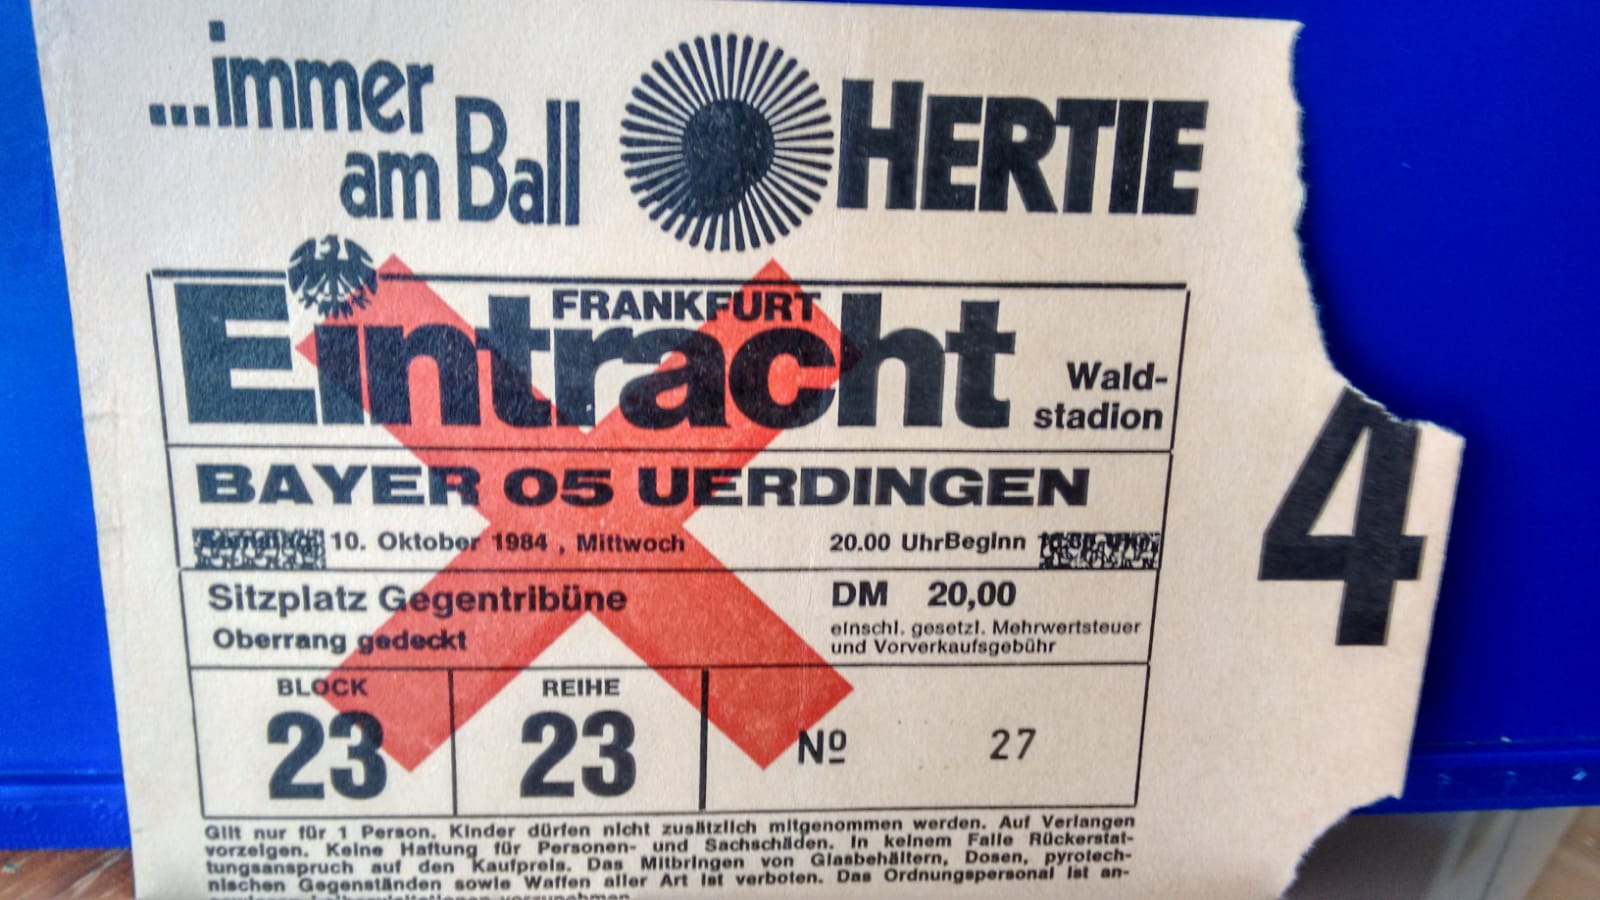 ...immer
am Ball
HERTIE
FRANKFURT
Eintracht
Wald-
stadion
BAYER 05 UERDINGEN
10. Oktober 1984 , Mittwoch 20.00 Uhr Beginn
Sitzplatz Gegentribüne
Oberrang gedeckt
DM 20,00
einschl. gesetzl. Mehrwertsteuer
und Vorverkaufsgebühr
BLOCK
23
REIHE
23
Nº 27
4
Gilt nur für 1 Person. Kinder dürfen nicht zusätzlich mitgenommen werden. Auf Verlangen
vorzeigen. Keine Haftung für Personen- und Sachschäden. In keinem Falle Rückerstat-
tungsanspruch auf den Kaufpreis. Das Mitbringen von Glasbehältern, Dosen, pyrotech-
nischen Gegenständen sowie Waffen aller Art ist verboten. Das Ordnungspersonal ist an-